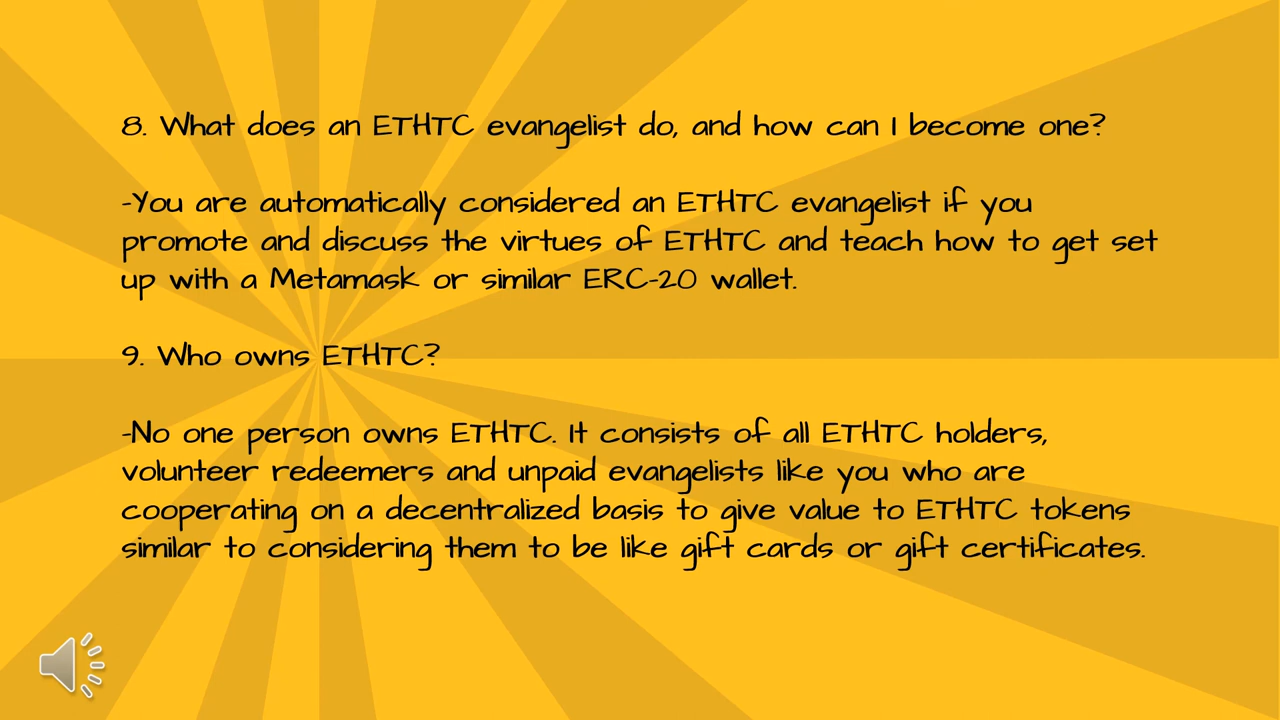 8. What does an ETHTC evangelist do, and how can I become one?
-You are automatically considered an ETHTC evangelist if you
promote and discuss the virtues of ETHTC and teach how to get set
up with a Metamask or similar ERC-20 wallet.
9. Who owns ETHTC?
-No one person owns ETHTC. It consists of all ETHTC holders,
volunteer redeemers and unpaid evangelists like you who are
cooperating on a decentralized basis to give value to ETHTC tokens
similar to considering them to be like gift cards or gift certificates.